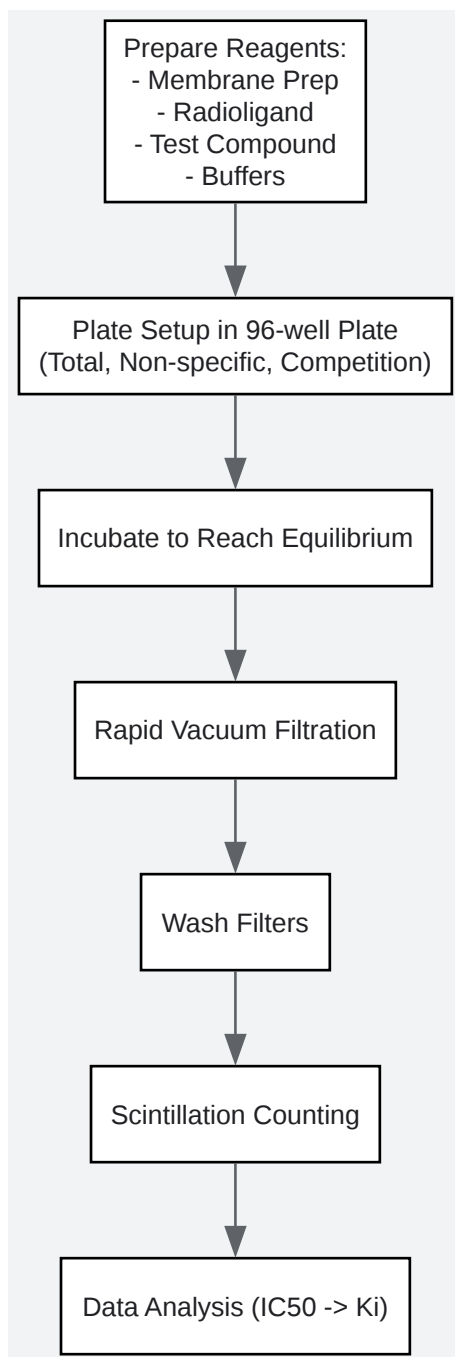 Prepare Reagents:
- Membrane Prep
- Radioligand
- Test Compound
- Buffers
Plate Setup in 96-well Plate
(Total, Non-specific, Competition)
Incubate to Reach Equilibrium
Rapid Vacuum Filtration
Wash Filters
Scintillation Counting
Data Analysis (IC50 -> Ki)